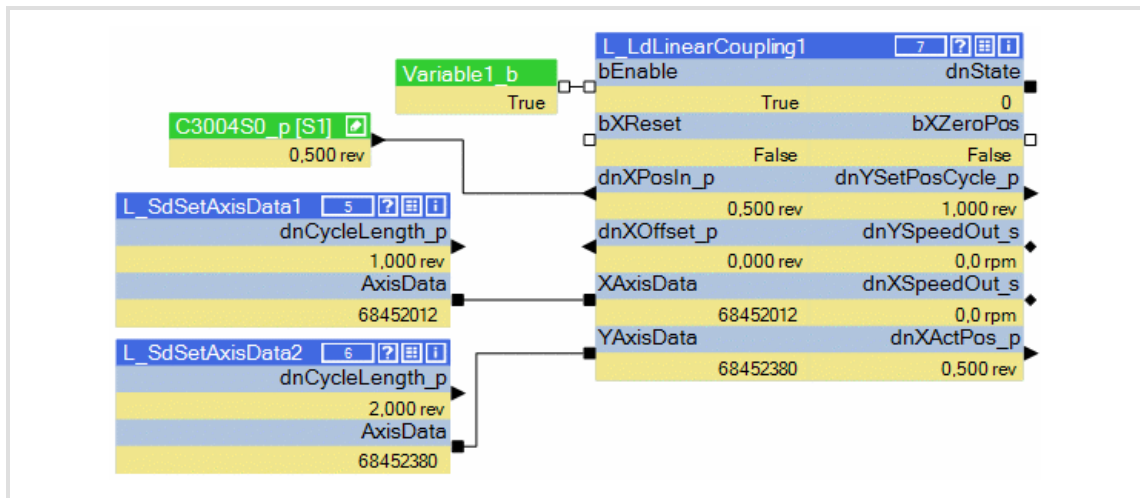 Variable1_b
True
C3004S0_p [S1]
0,500 rev
L_SdSetAxisData1 5 ? i
dnCycleLength_p
1,000 rev
AxisData
68452012
L_SdSetAxisData2 6 ? i
dnCycleLength_p
2,000 rev
AxisData
68452380
L_LdLinearCoupling1 7 ? i
bEnable dnState
True 0
bXReset bXZeroPos
False False
dnXPosIn_p dnYSetPosCycle_p
0,500 rev 1,000 rev
dnXOffset_p dnYSpeedOut_s
0,000 rev 0,0 rpm
XAxisData dnXSpeedOut_s
68452012 0,0 rpm
YAxisData dnXActPos_p
68452380 0,500 rev